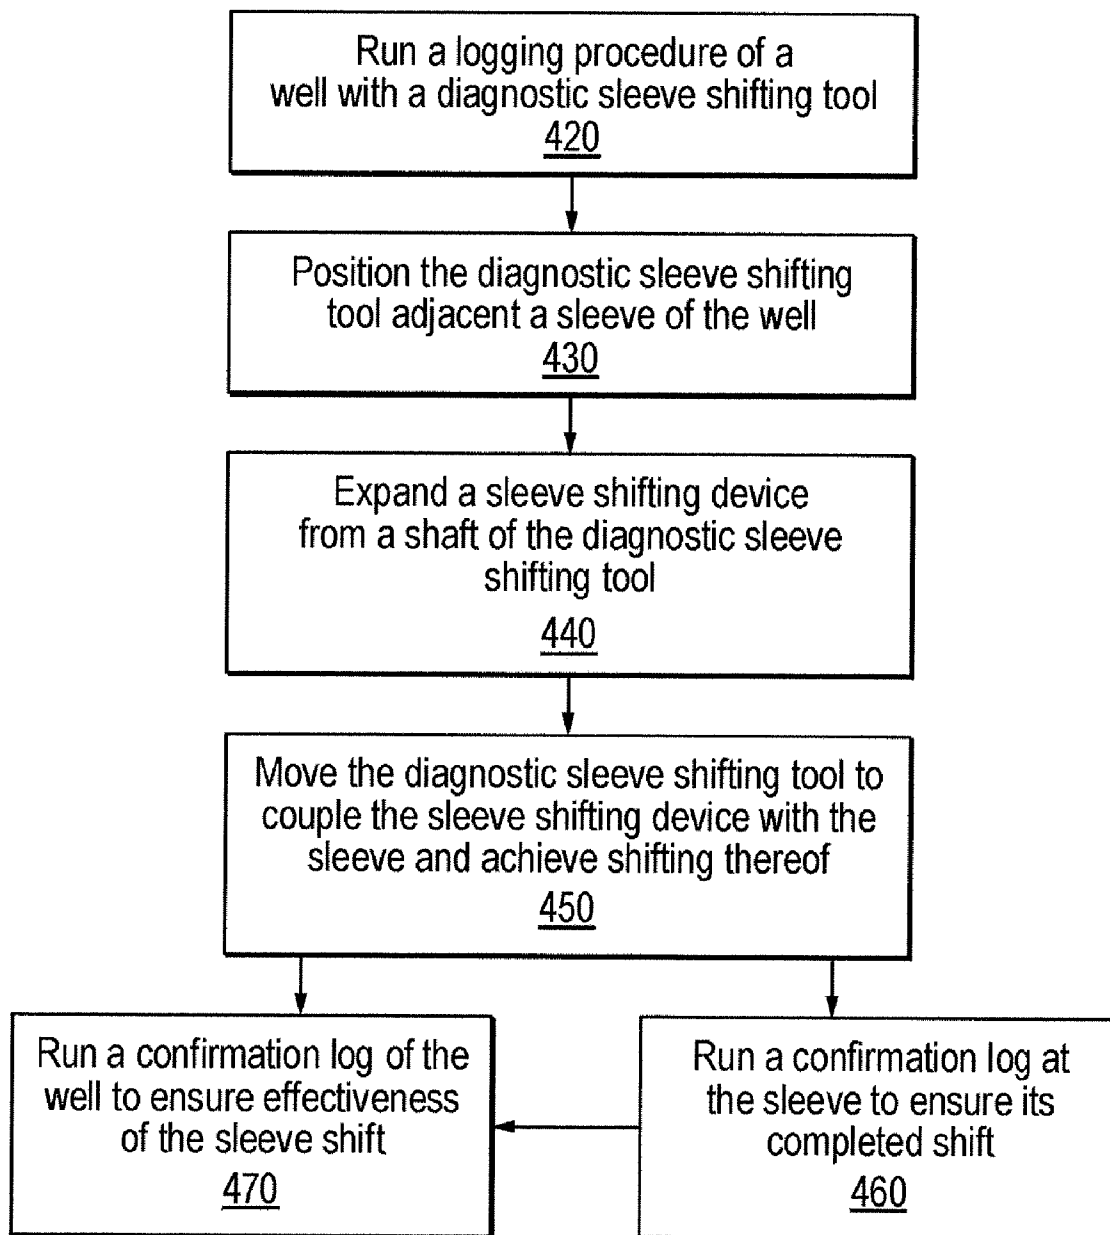 Run a logging procedure of a
well with a diagnostic sleeve shifting tool
420
Position the diagnostic sleeve shifting
tool adjacent a sleeve of the well
430
Expand a sleeve shifting device
from a shaft of the diagnostic sleeve
shifting tool
440
Move the diagnostic sleeve shifting tool to
couple the sleeve shifting device with the
sleeve and achieve shifting thereof
450
Run a confirmation log of the
well to ensure effectiveness
of the sleeve shift
470
Run a confirmation log at
the sleeve to ensure its
completed shift
460